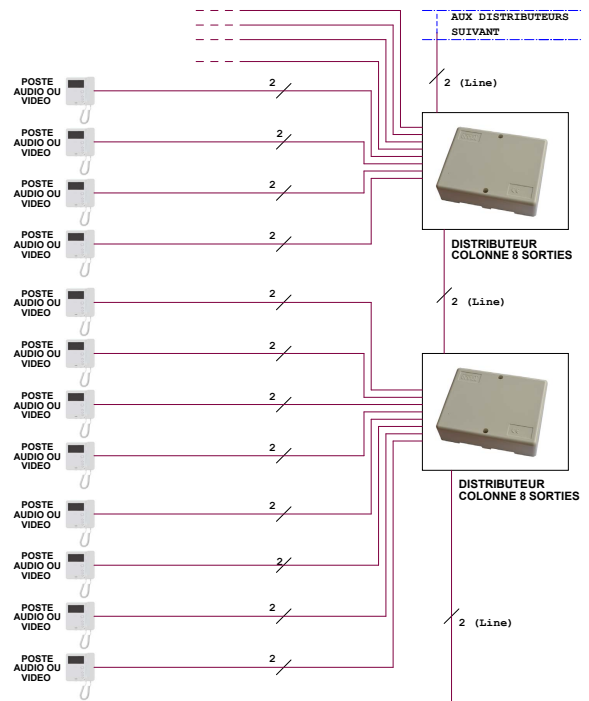 AUX DISTRIBUTEURS
SUIVANT
2 (Line)
POSTE
AUDIO OU
VIDEO
2
POSTE
AUDIO OU
VIDEO
2
POSTE
AUDIO OU
VIDEO
2
POSTE
AUDIO OU
VIDEO
2
DISTRIBUTEUR
COLONNE 8 SORTIES
2 (Line)
POSTE
AUDIO OU
VIDEO
2
POSTE
AUDIO OU
VIDEO
2
POSTE
AUDIO OU
VIDEO
2
POSTE
AUDIO OU
VIDEO
2
DISTRIBUTEUR
COLONNE 8 SORTIES
POSTE
AUDIO OU
VIDEO
2
POSTE
AUDIO OU
VIDEO
2
POSTE
AUDIO OU
VIDEO
2
2 (Line)
POSTE
AUDIO OU
VIDEO
2